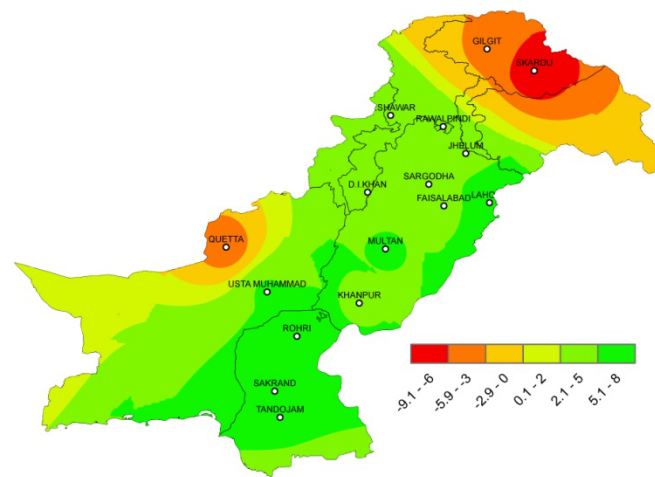 GILGIT
SKARDU
SHAWAR
RAWALPINDI
JHELUM
SARGODHA
D.I.KHAN
LAHC
FAISALABAD
QUETTA
MULTAN
USTA MUHAMMAD
KHANPUR
ROHRI
SAKRAND
TANDOJAM
-9.1 - -6
-5.9 - -3
-2.9 - 0
0.1 - 2
2.1 - 5
5.1 - 8